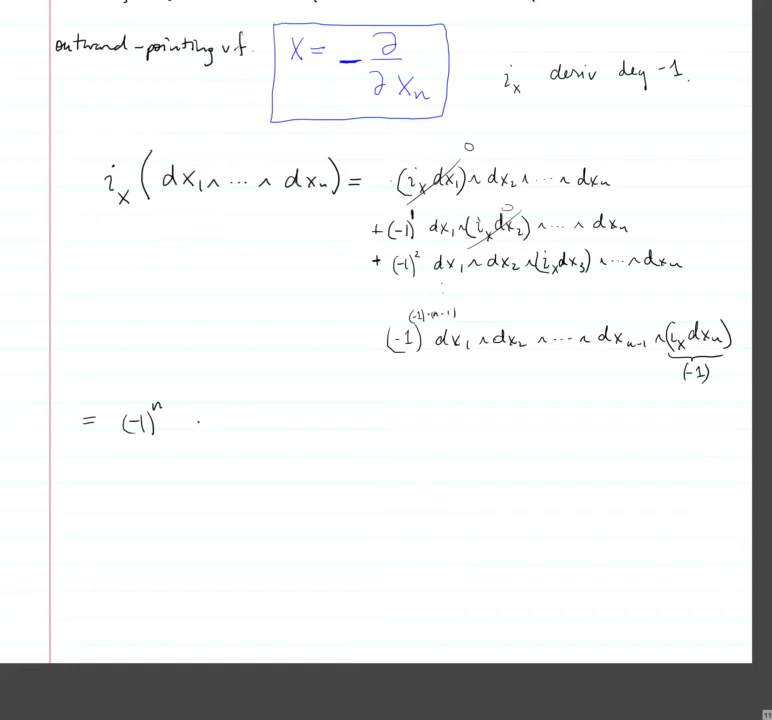 outward-pointing v.f. X = - ∂/∂x_n
i_x deriv deg -1.
i_X (dx_1 ∧ ... ∧ dx_n) = (i_x dx_1) ∧ dx_2 ∧ ... ∧ dx_n
0
+ (-1)^1 dx_1 ∧ (i_x dx_2) ∧ ... ∧ dx_n
0
+ (-1)^2 dx_1 ∧ dx_2 ∧ (i_x dx_3) ∧ ... ∧ dx_n
⋮
(-1)^{(-1)·(n-1)} dx_1 ∧ dx_2 ∧ ... ∧ dx_{n-1} ∧ (i_x dx_n)
(-1)
= (-1)^n ·
11